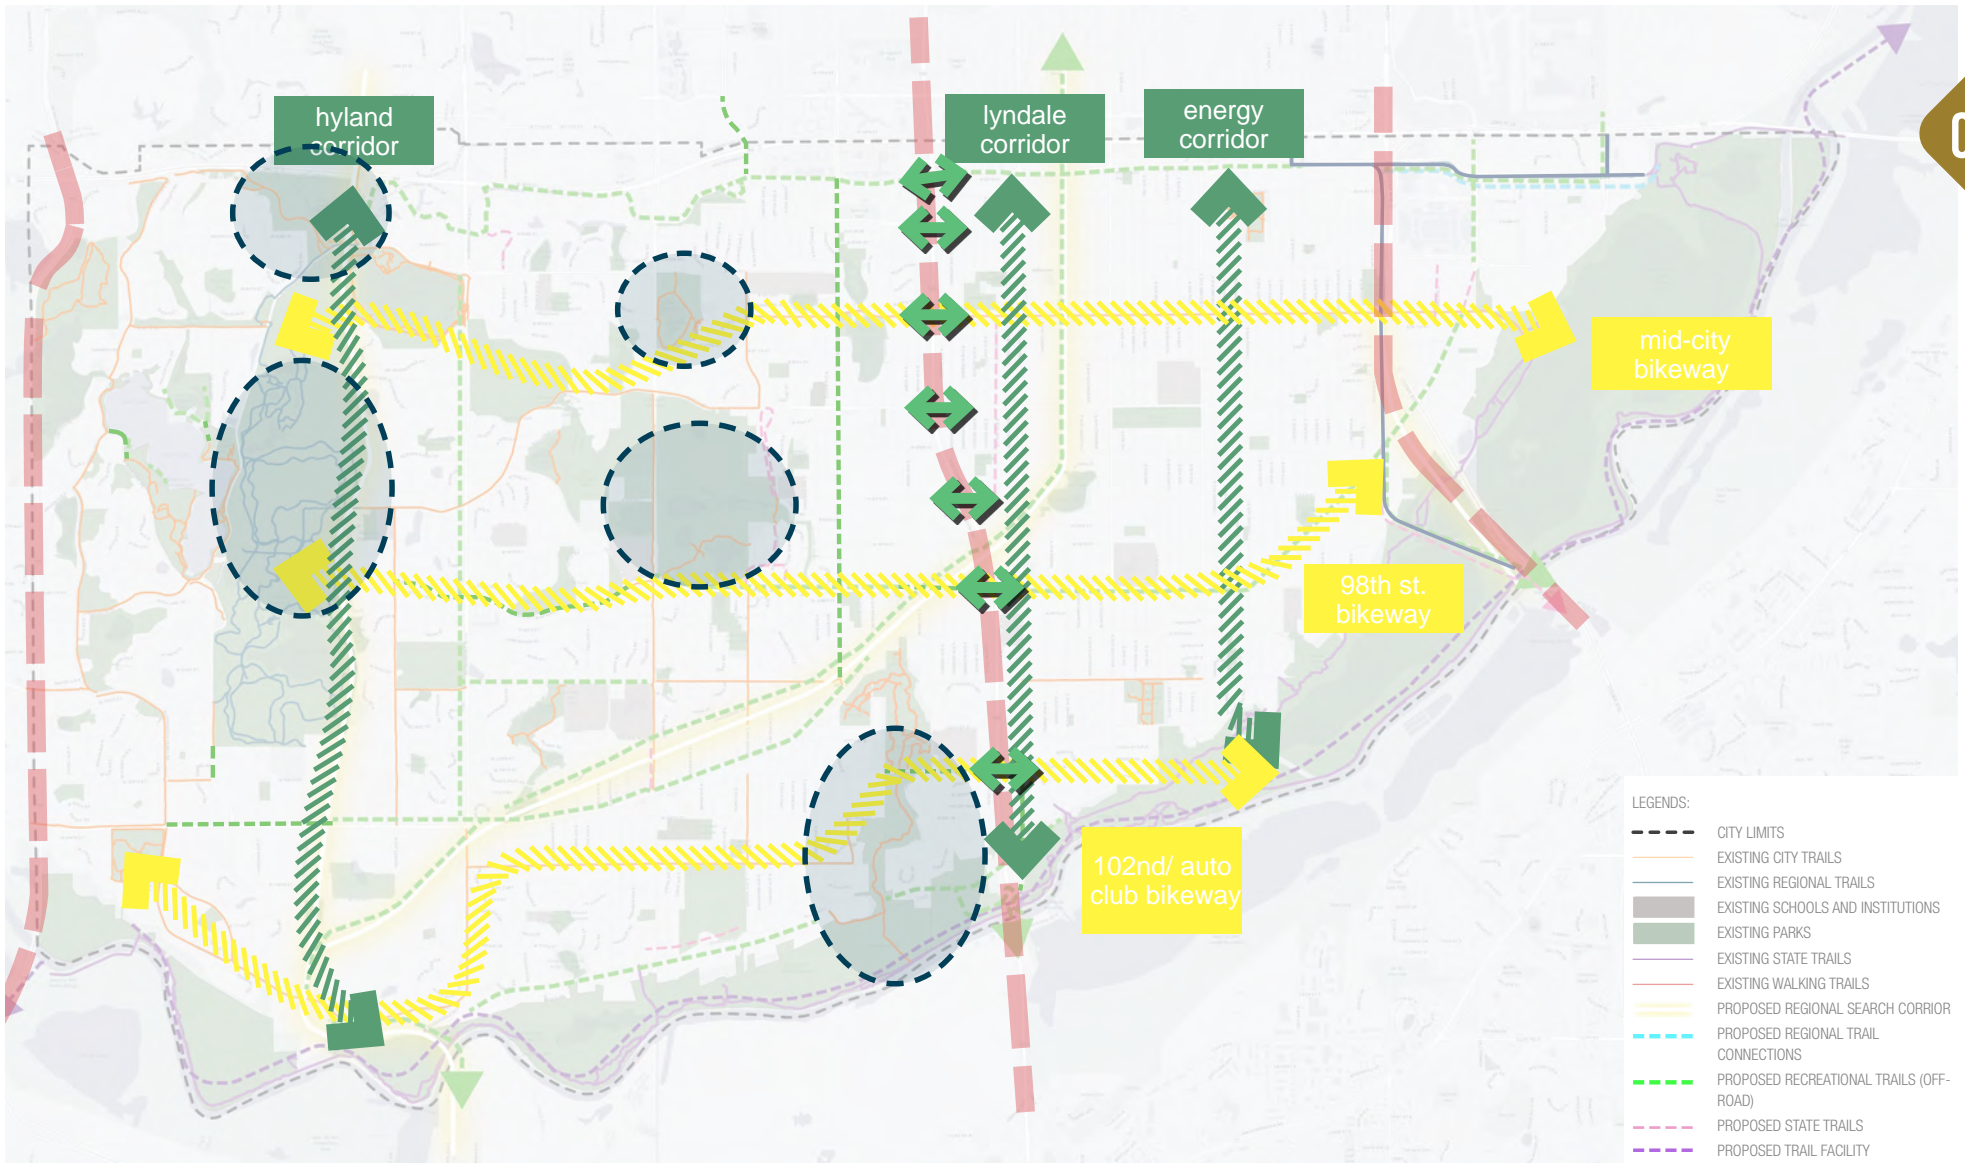 hyland
corridor
lyndale
corridor
energy
corridor
mid-city
bikeway
98th st.
bikeway
102nd/ auto
club bikeway
LEGENDS:
CITY LIMITS
EXISTING CITY TRAILS
EXISTING REGIONAL TRAILS
EXISTING SCHOOLS AND INSTITUTIONS
EXISTING PARKS
EXISTING STATE TRAILS
EXISTING WALKING TRAILS
PROPOSED REGIONAL SEARCH CORRIOR
PROPOSED REGIONAL TRAIL
CONNECTIONS
PROPOSED RECREATIONAL TRAILS (OFF-
ROAD)
PROPOSED STATE TRAILS
PROPOSED TRAIL FACILITY